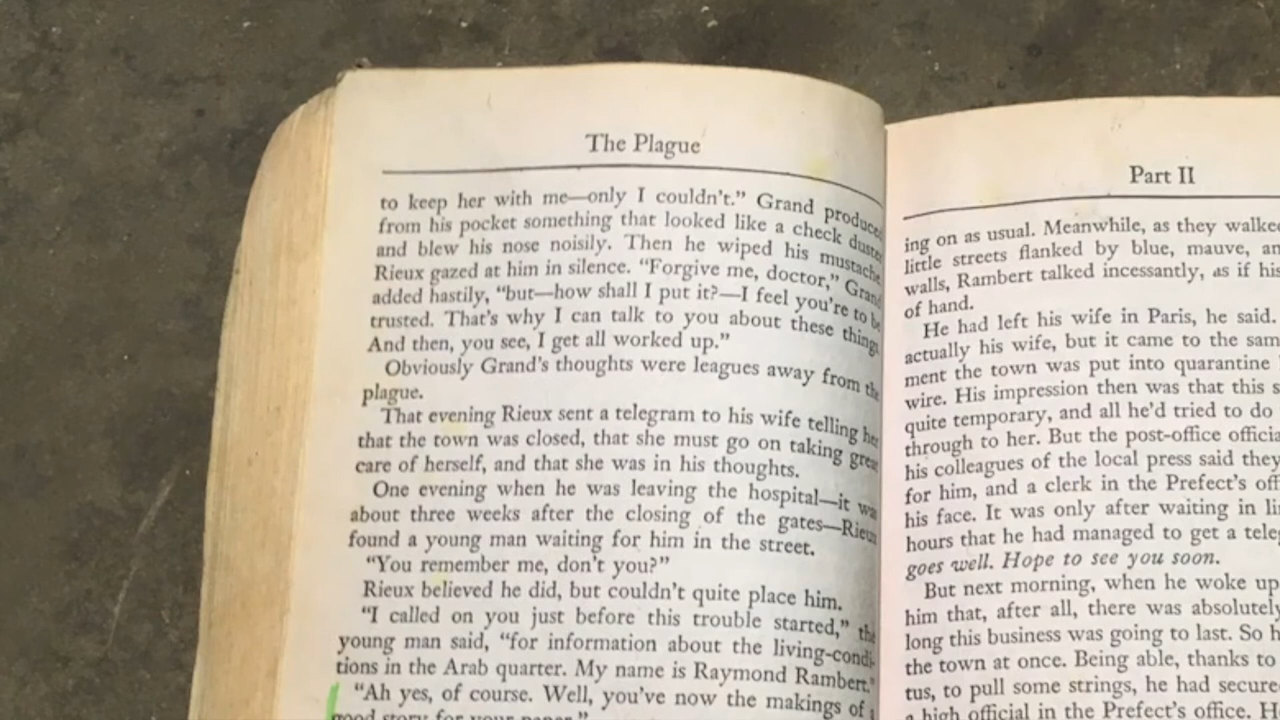 The Plague
to keep her with me—only I couldn't." Grand
from his pocket something that looked like a check
and blew his nose noisily. Then he wiped his mustache
Rieux gazed at him in silence. "Forgive me, doctor," Grand
added hastily, "but—how shall I put it?—I feel you're to be
trusted. That's why I can talk to you about these things
And then, you see, I get all worked up."
Obviously Grand's thoughts were leagues away from the
plague.
That evening Rieux sent a telegram to his wife telling her
that the town was closed, that she must go on taking great
care of herself, and that she was in his thoughts.
One evening when he was leaving the hospital—it was
about three weeks after the closing of the gates—Rieux
found a young man waiting for him in the street.
"You remember me, don't you?"
Rieux believed he did, but couldn't quite place him.
"I called on you just before this trouble started," the
young man said, "for information about the living-condi-
tions in the Arab quarter. My name is Raymond Rambert."
"Ah yes, of course. Well, you've now the makings of a
good story for your paper."
Part II
ing on as usual. Meanwhile, as they walked
little streets flanked by blue, mauve,
walls, Rambert talked incessantly, as if his
of hand.
He had left his wife in Paris, he said.
actually his wife, but it came to the
ment the town was put into quarantine
wire. His impression then was that this
quite temporary, and all he'd tried to do
through to her. But the post-office
his colleagues of the local press said they
for him, and a clerk in the Prefect's
his face. It was only after waiting in
hours that he had managed to get a
goes well. Hope to see you soon.
But next morning, when he woke up
him that, after all, there was absolutely
long this business was going to last. So
the town at once. Being able, thanks to
tus, to pull some strings, he had
a high official in the Prefect's office.